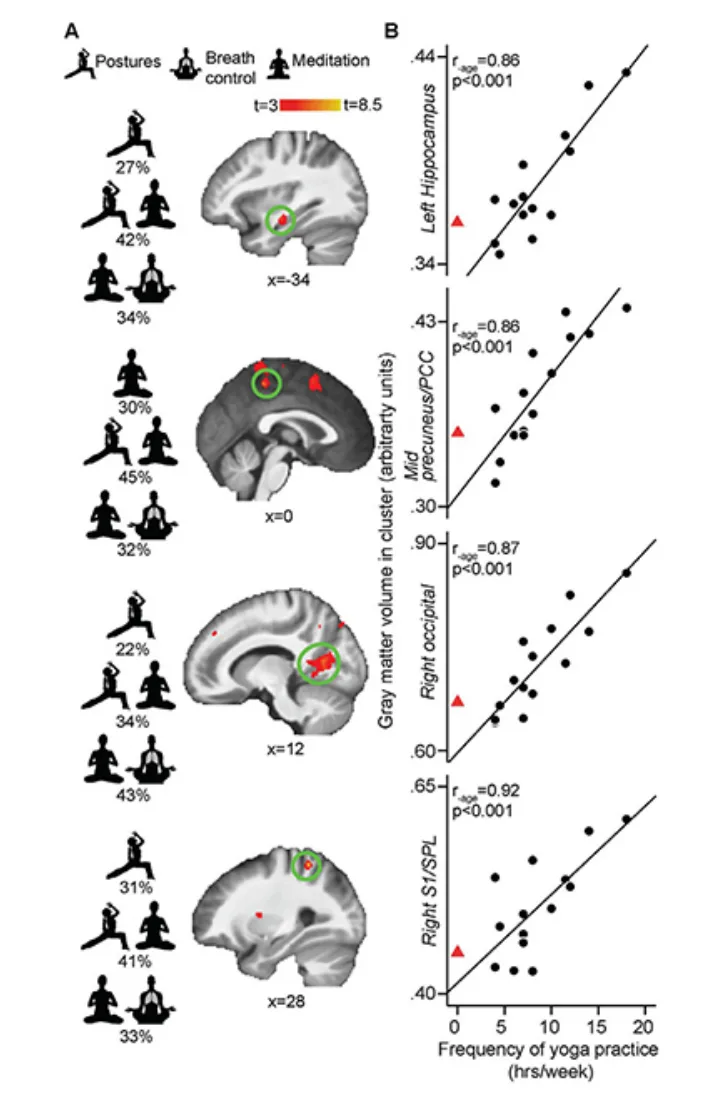 A
Postures
Breath control
Meditation
t=3
t=8.5
27%
42%
34%
x=-34
30%
45%
32%
x=0
22%
34%
43%
x=12
31%
41%
33%
x=28
B
Gray matter volume in cluster (arbitrarty units)
Left Hippocampus
.44
r-age=0.86
p<0.001
.34
Mid
precuneus/PCC
.43
r-age=0.86
p<0.001
.30
Right occipital
.90
r-age=0.87
p<0.001
.60
Right S1/SPL
.65
r-age=0.92
p<0.001
.40
0 5 10 15 20
Frequency of yoga practice
(hrs/week)